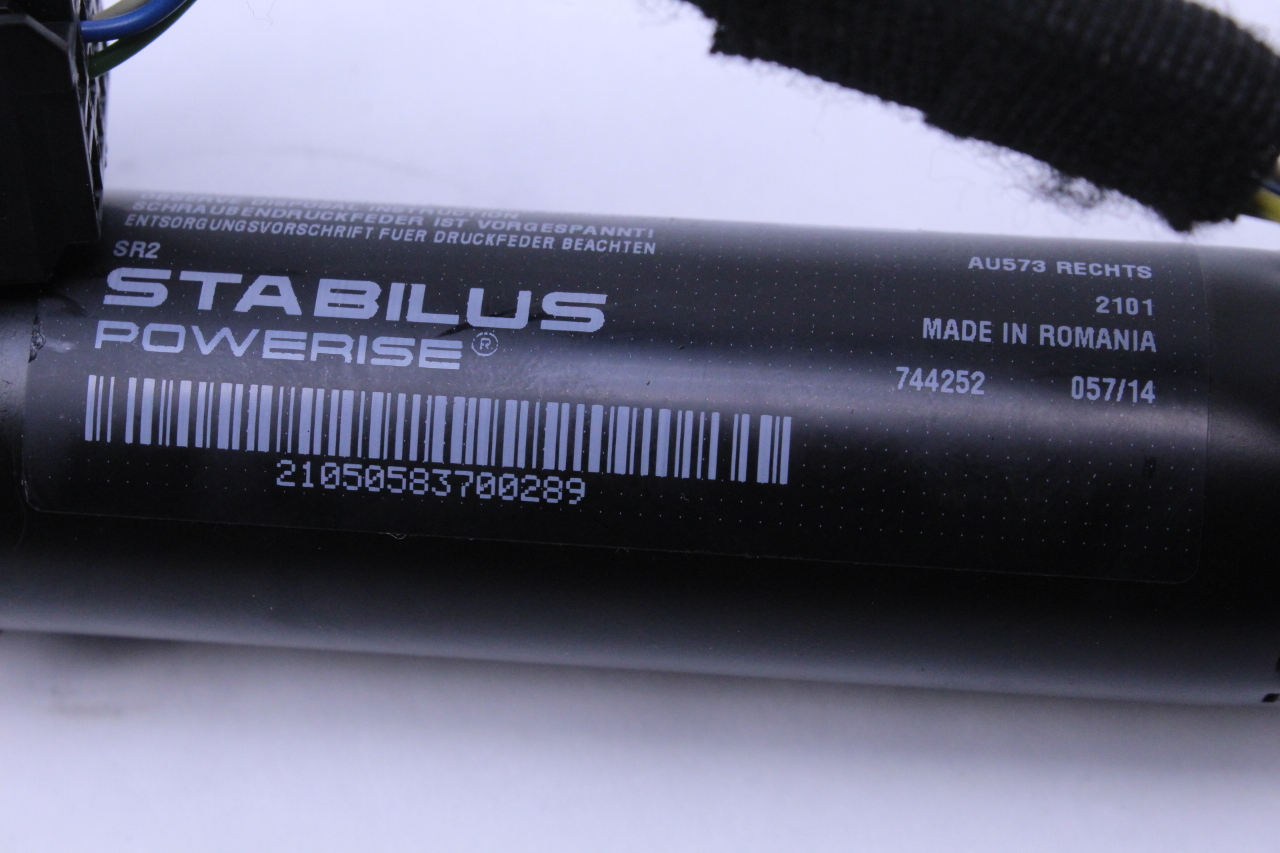 OBSERVE DISPOSAL INSTRUCTION
SCHRAUBENDRUCKFEDER IST VORGESPANNT!
ENTSORGUNGSVORSCHRIFT FUER DRUCKFEDER BEACHTEN
SR2
STABILUS
POWERISE®
21050583700289
AU573 RECHTS
2101
MADE IN ROMANIA
744252 057/14